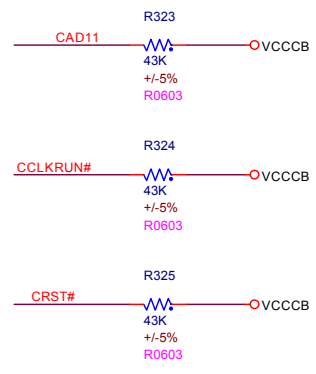 R323
CAD11
VCCCB
43K
+/-5%
R0603
R324
CCLKRUN#
VCCCB
43K
+/-5%
R0603
R325
CRST#
VCCCB
43K
+/-5%
R0603